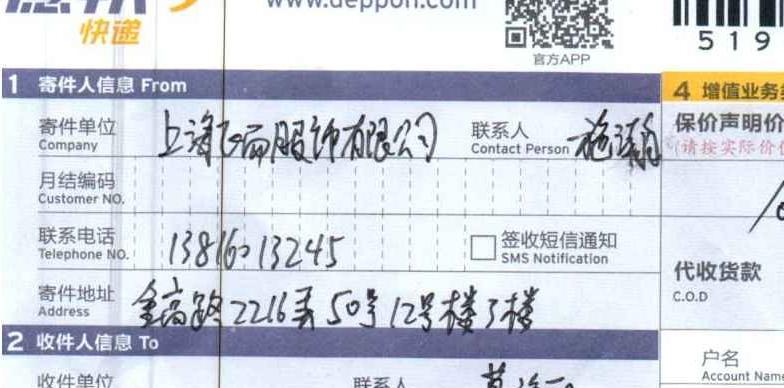 快递
www.deppon.com
官方APP
519
1 寄件人信息 From
4 增值业务
寄件单位 上海 服饰有限公司 联系人 施
Company Contact Person
保价声明价
(请按实际价值
月结编码
Customer NO.
联系电话 13816013245 签收短信通知
Telephone NO. SMS Notification
代收货款
C.O.D
寄件地址 金高路2216弄50号12号楼3楼
Address
2 收件人信息 To
户名
Account Name
收件单位 联系人